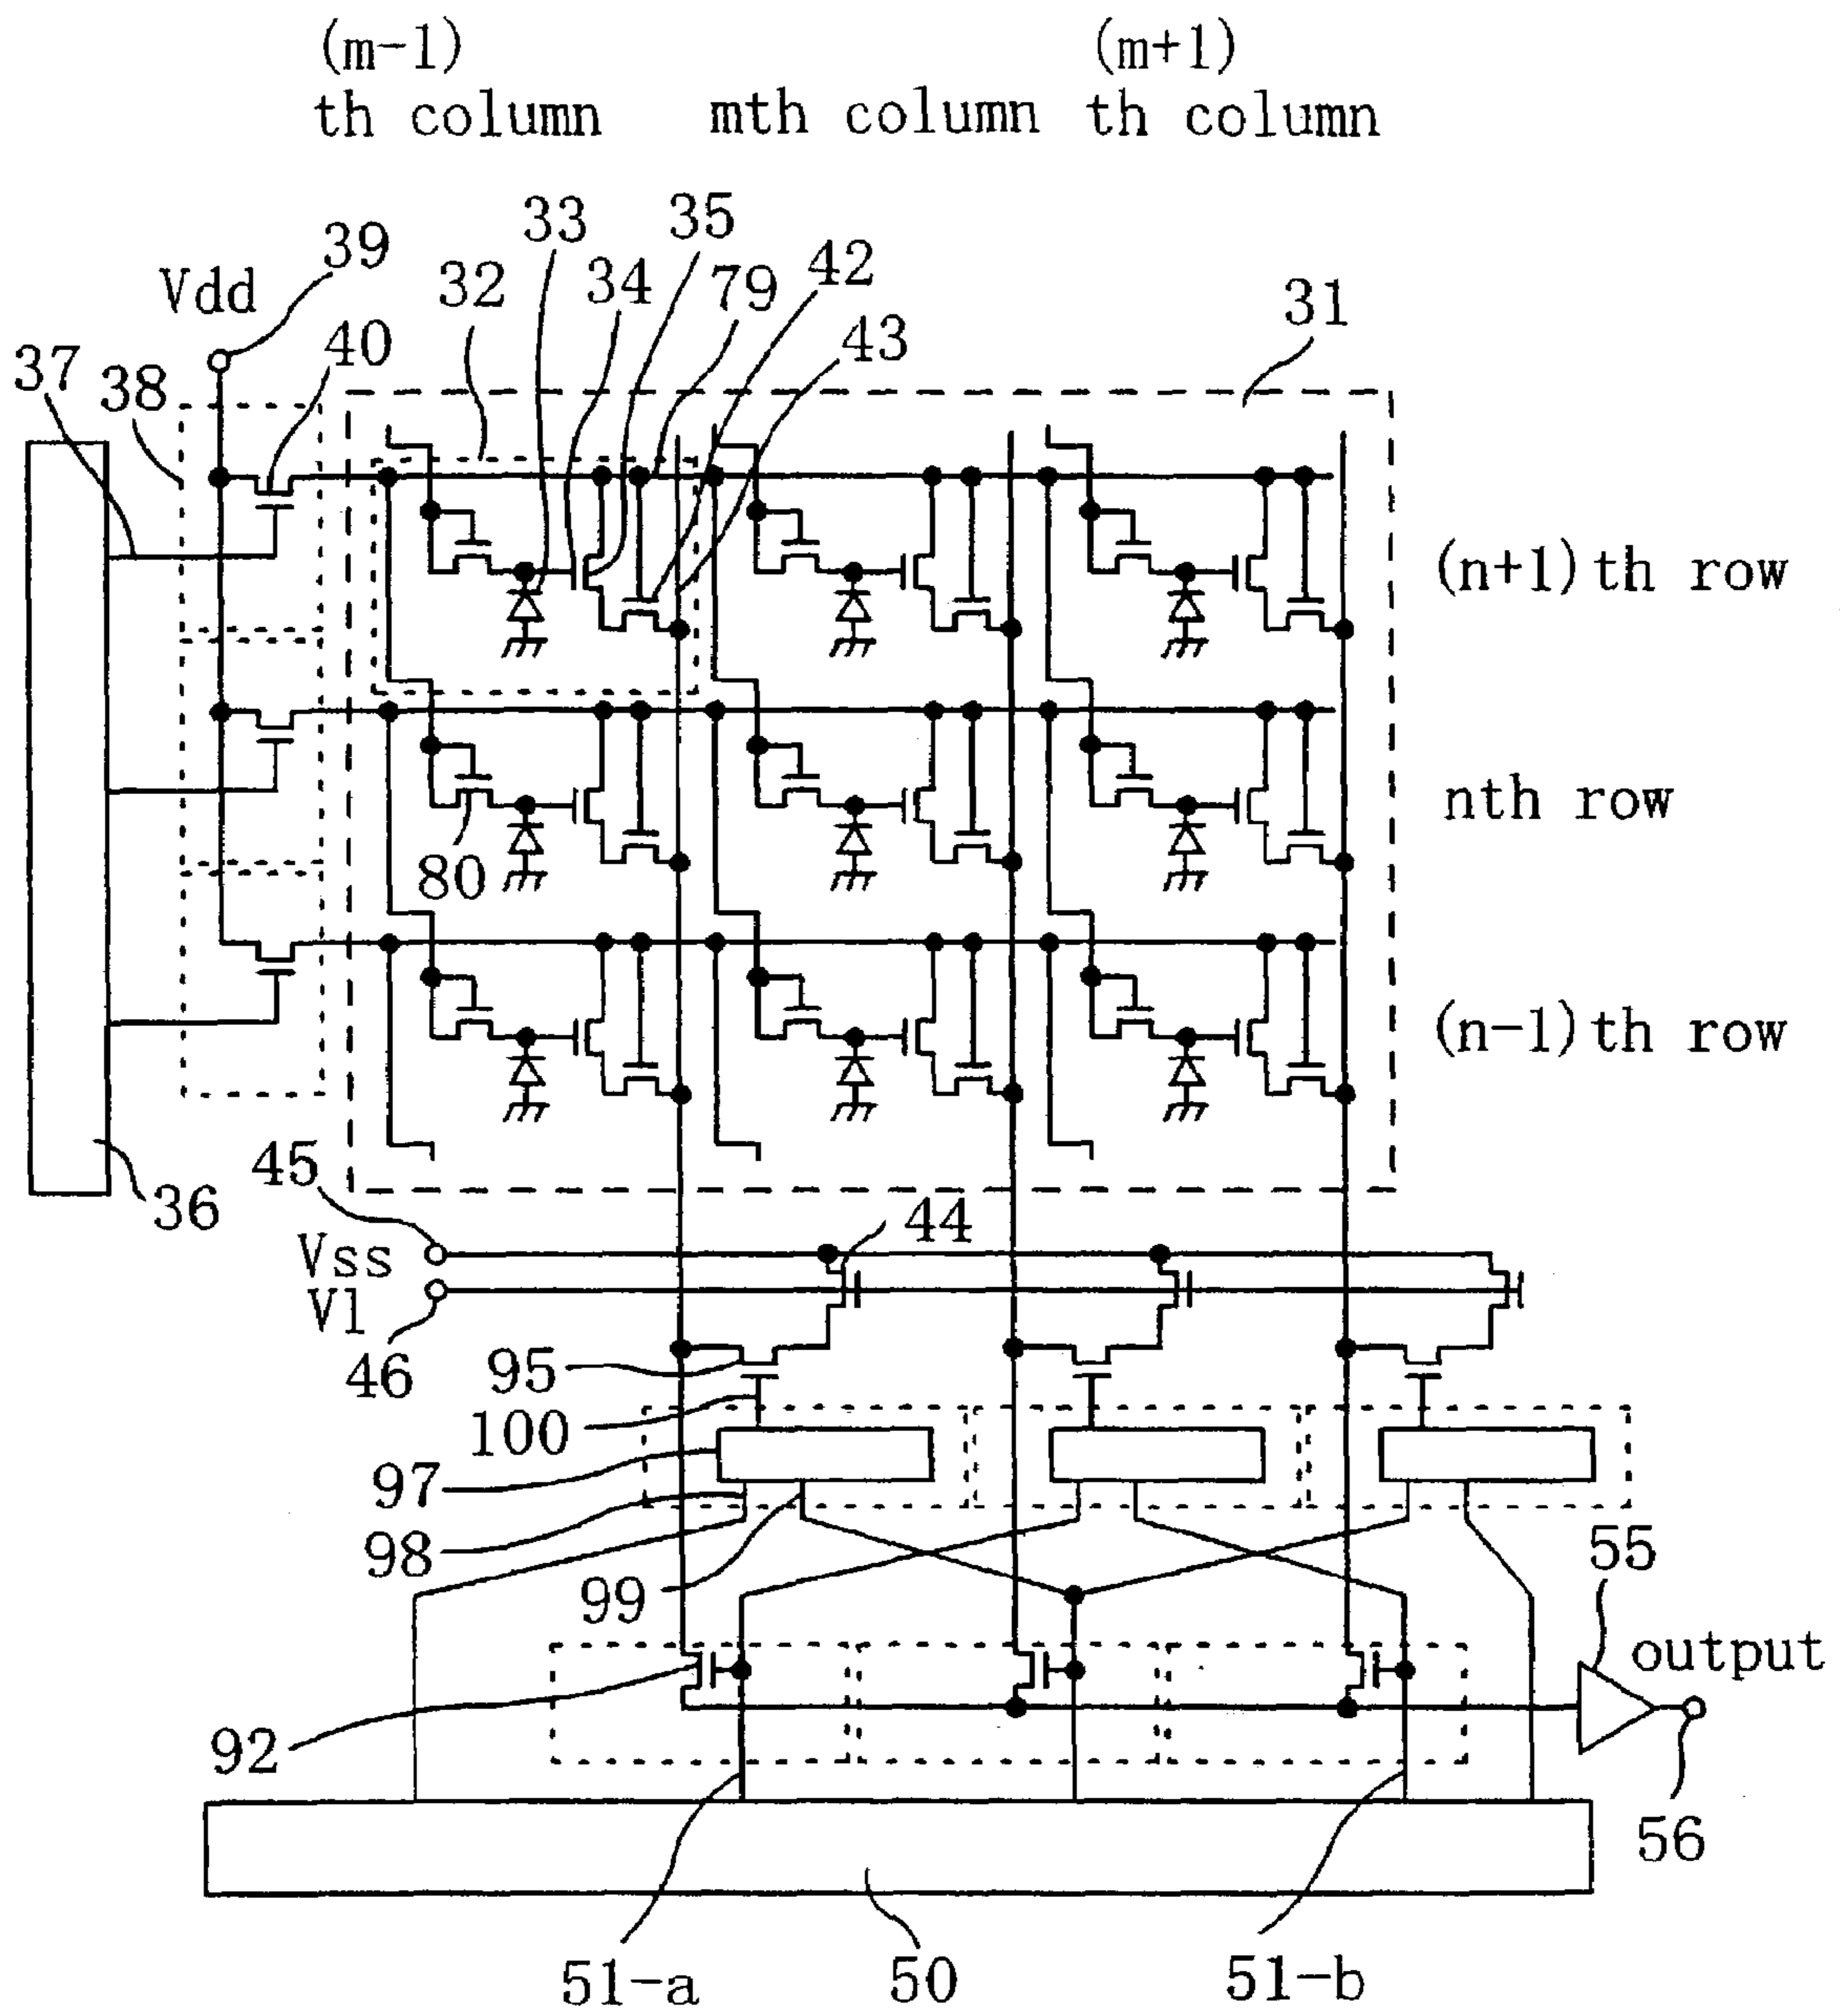 (m-1) (m+1)
th column mth column th column
33 35
39 32 34 79 42
Vdd 31
40 43
37 38
(n+1)th row
80 nth row
(n-1)th row
45
36 44
Vss
V1
46 95
100
97
98 55
99
output
92
56
51-a 50 51-b